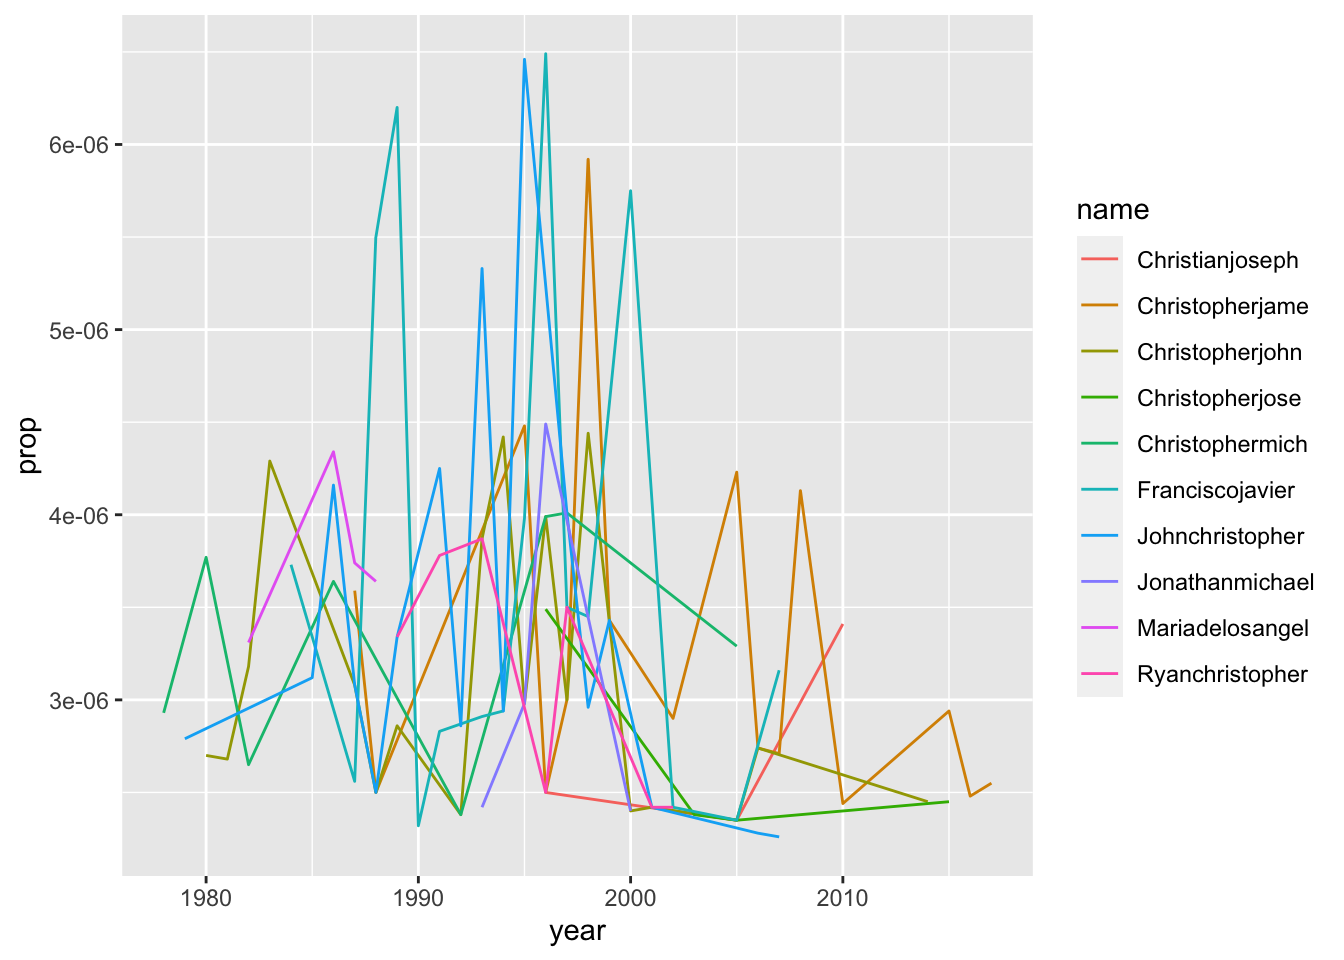 6e-06
5e-06
4e-06
3e-06
prop
1980 1990 2000 2010
year
name
Christianjoseph
Christopherjame
Christopherjohn
Christopherjose
Christophermich
Franciscojavier
Johnchristopher
Jonathanmichael
Mariadelosangel
Ryanchristopher